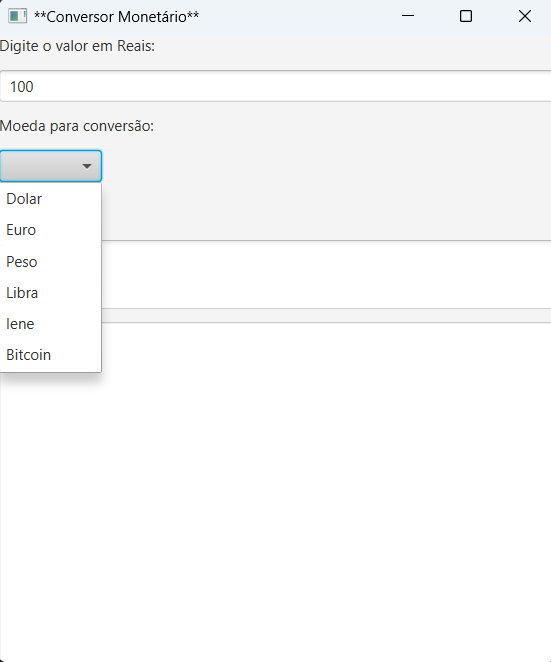 **Conversor Monetário**
Digite o valor em Reais:
100
Moeda para conversão:
Dolar
Euro
Peso
Libra
Iene
Bitcoin